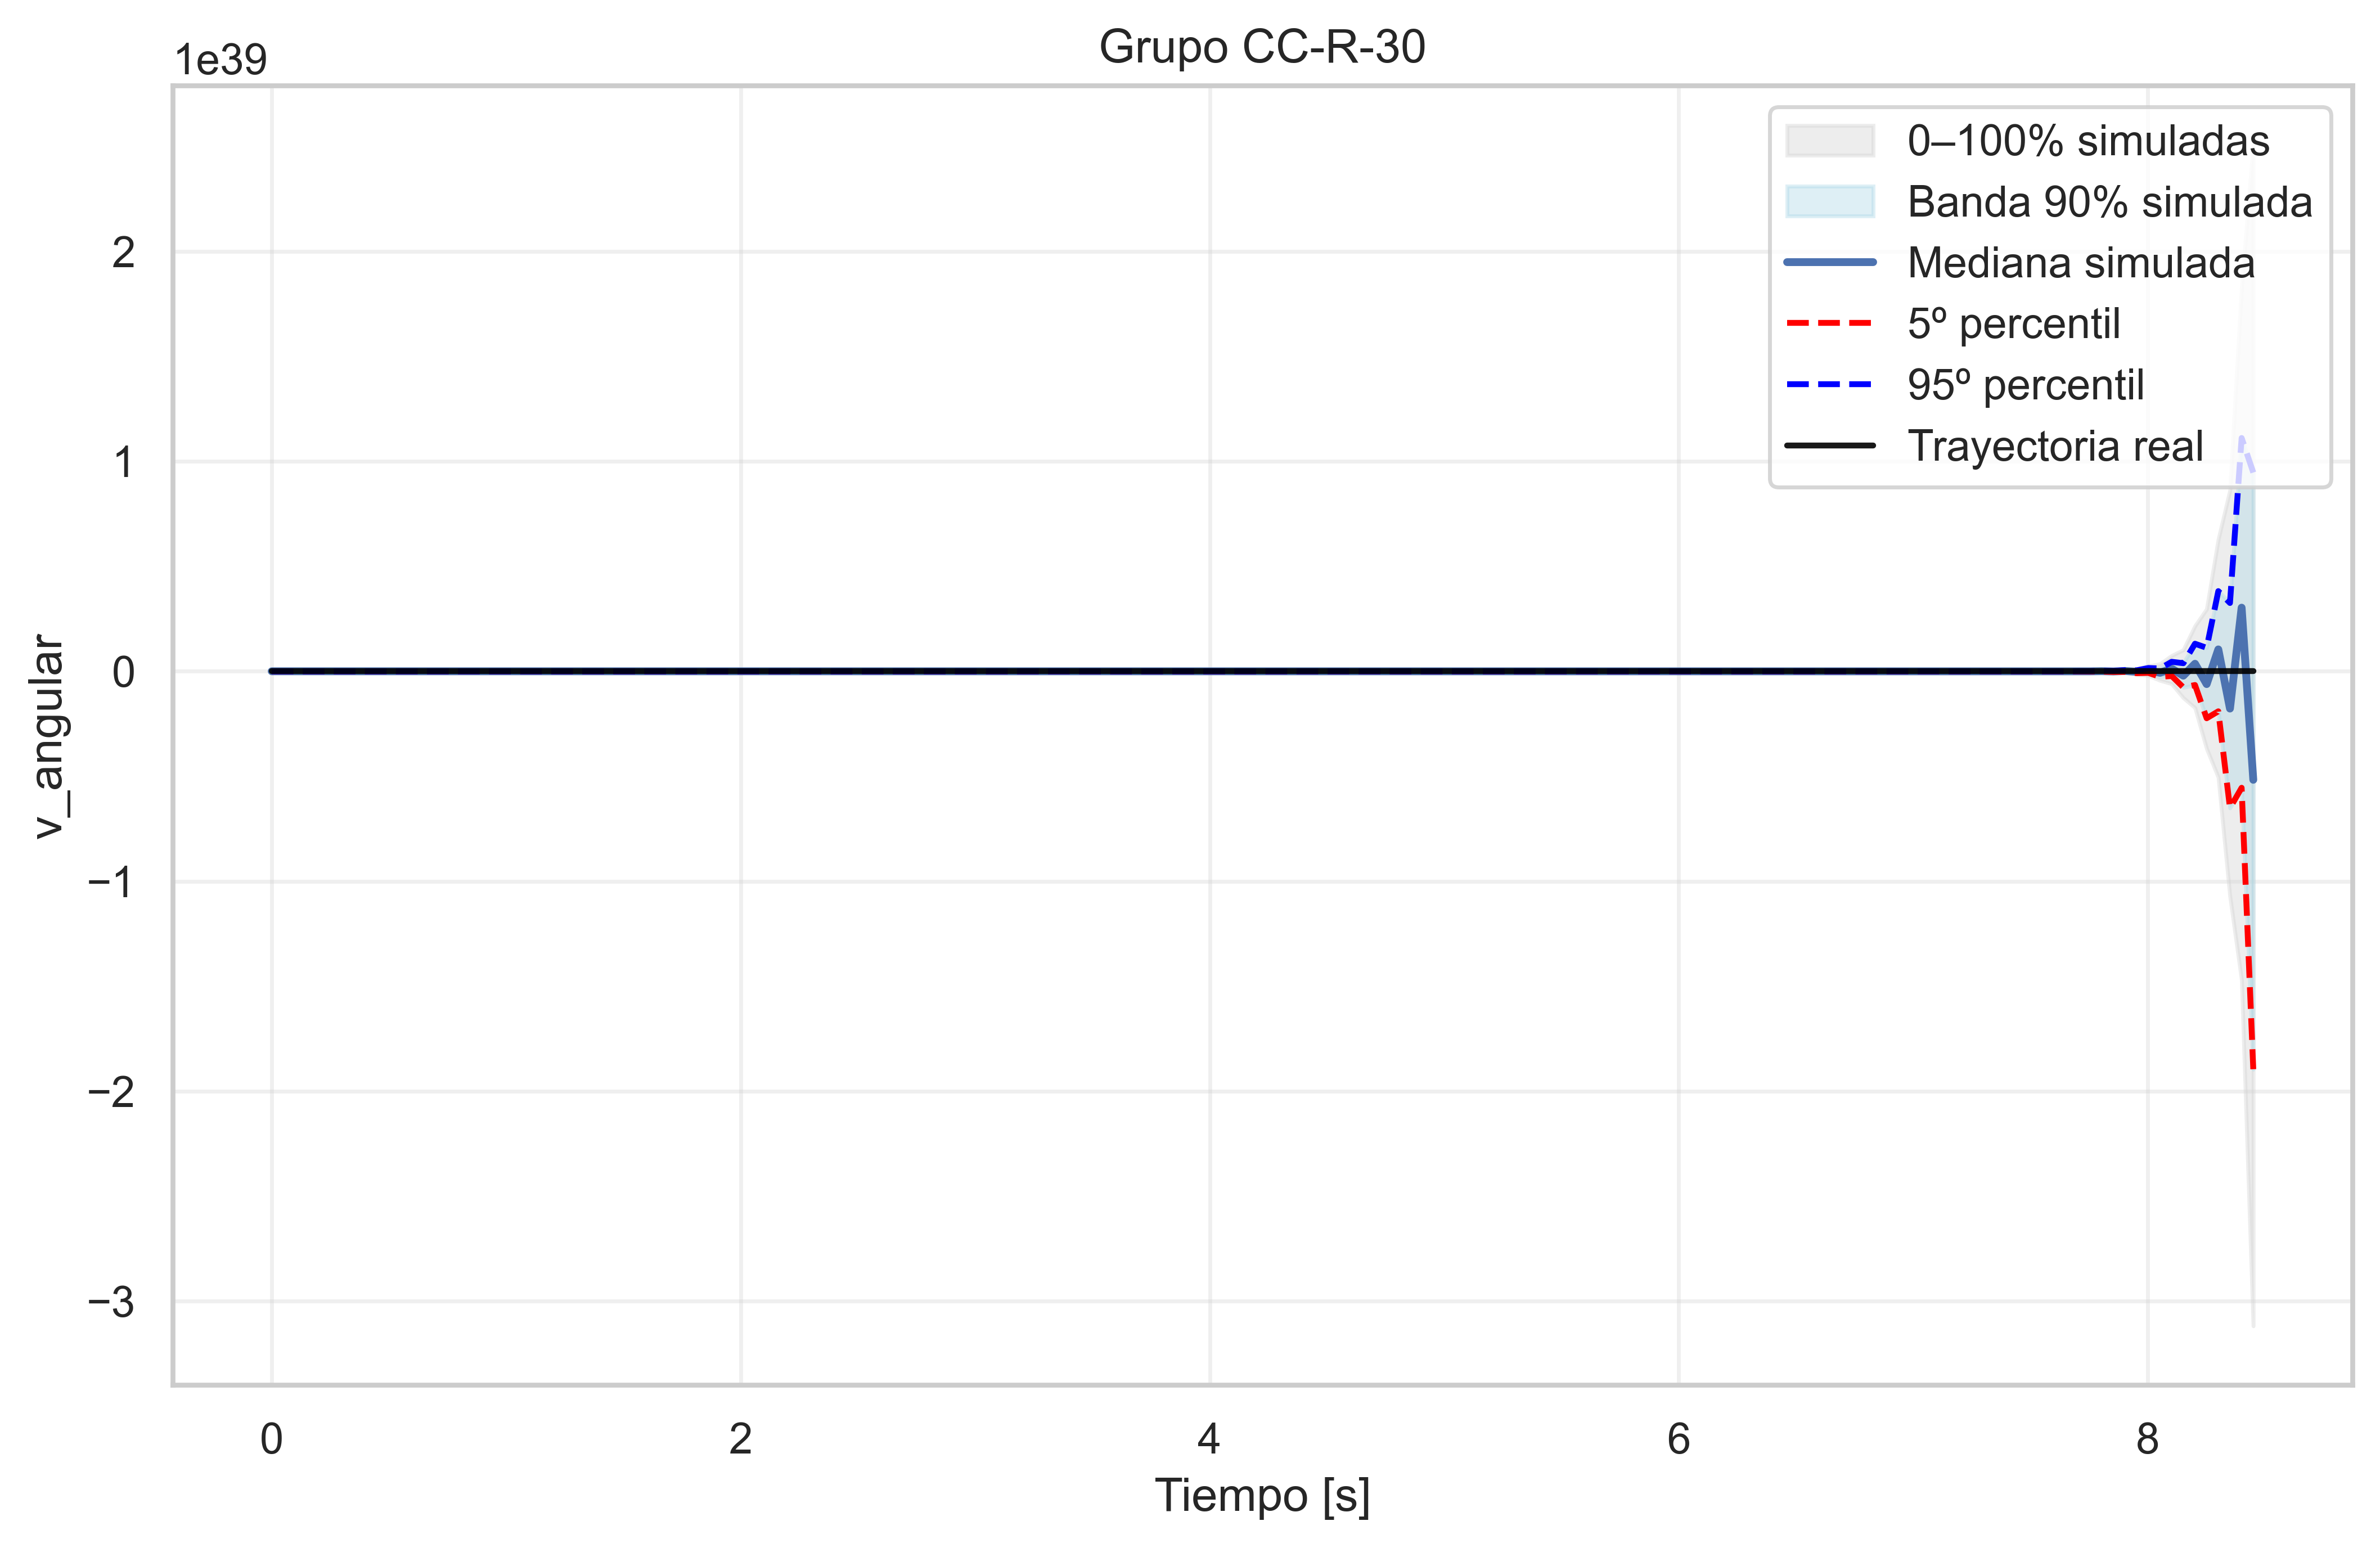 Grupo CC-R-30
1e39
0–100% simuladas
Banda 90% simulada
Mediana simulada
5º percentil
95º percentil
Trayectoria real
2
1
0
−1
−2
−3
v_angular
0 2 4 6 8
Tiempo [s]